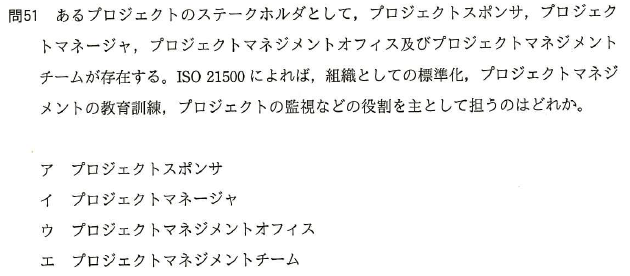 問51 あるプロジェクトのステークホルダとして，プロジェクトスポンサ，プロジェク
トマネージャ，プロジェクトマネジメントオフィス及びプロジェクトマネジメント
チームが存在する。ISO 21500 によれば，組織としての標準化，プロジェクトマネジ
メントの教育訓練，プロジェクトの監視などの役割を主として担うのはどれか。
ア プロジェクトスポンサ
イ プロジェクトマネージャ
ウ プロジェクトマネジメントオフィス
エ プロジェクトマネジメントチーム